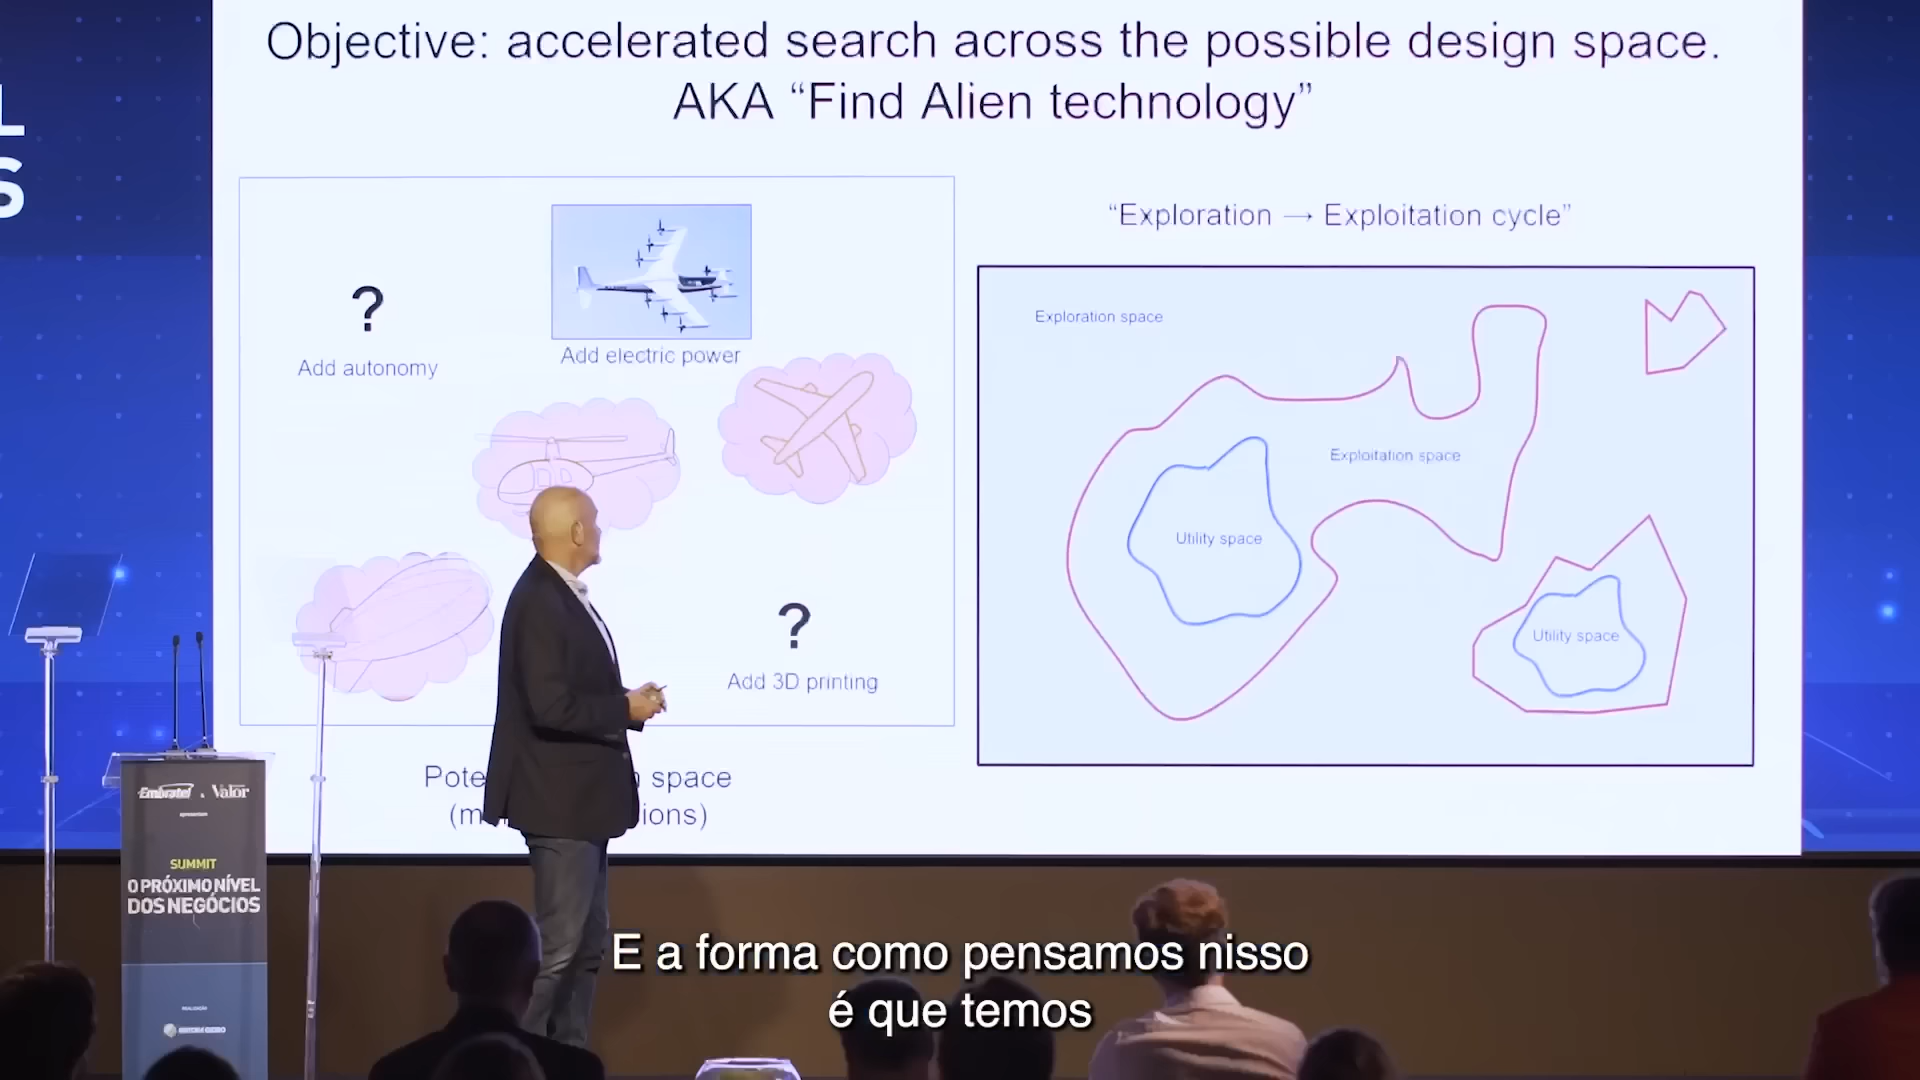 Objective: accelerated search across the possible design space.
AKA “Find Alien technology”
L
S
?
Add autonomy
Add electric power
?
Add 3D printing
Pote space
(m ions)
“Exploration → Exploitation cycle”
Exploration space
Exploitation space
Utility space
Utility space
Embratel
Valor
SUMMIT
O PRÓXIMO NÍVEL
DOS NEGÓCIOS
E a forma como pensamos nisso
é que temos